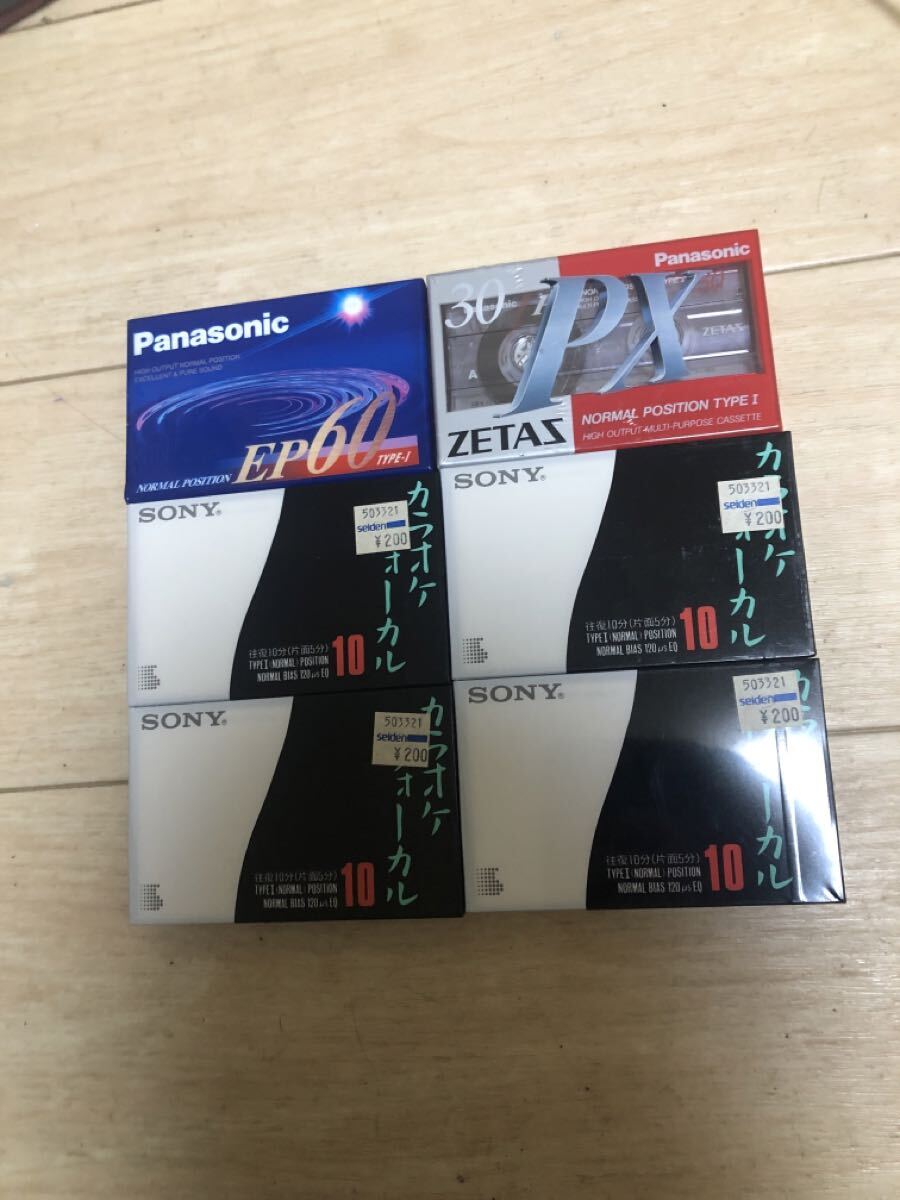 Panasonic
HIGH OUTPUT NORMAL POSITION
EXCELLENT & PURE SOUND
EP60
TYPE-I
NORMAL POSITION
Panasonic
30
PX
A
ZETAS
ZETAS
NORMAL POSITION TYPE I
HIGH OUTPUT MULTI-PURPOSE CASSETTE
SONY
503321
seiden
¥200
カラオケ
ォーカル
往復10分(片面5分)
TYPE I (NORMAL) POSITION
NORMAL BIAS 120 μs EQ
10
SONY
503321
seiden
¥200
カラオケ
ーカル
往復10分(片面5分)
TYPE I (NORMAL) POSITION
NORMAL BIAS 120 μs EQ
10
SONY
503321
seiden
¥200
カラオケ
ォーカル
往復10分(片面5分)
TYPE I (NORMAL) POSITION
NORMAL BIAS 120 μs EQ
10
SONY
503321
seiden
¥200
カ
ーカル
往復10分(片面5分)
TYPE I (NORMAL) POSITION
NORMAL BIAS 120 μs EQ
10